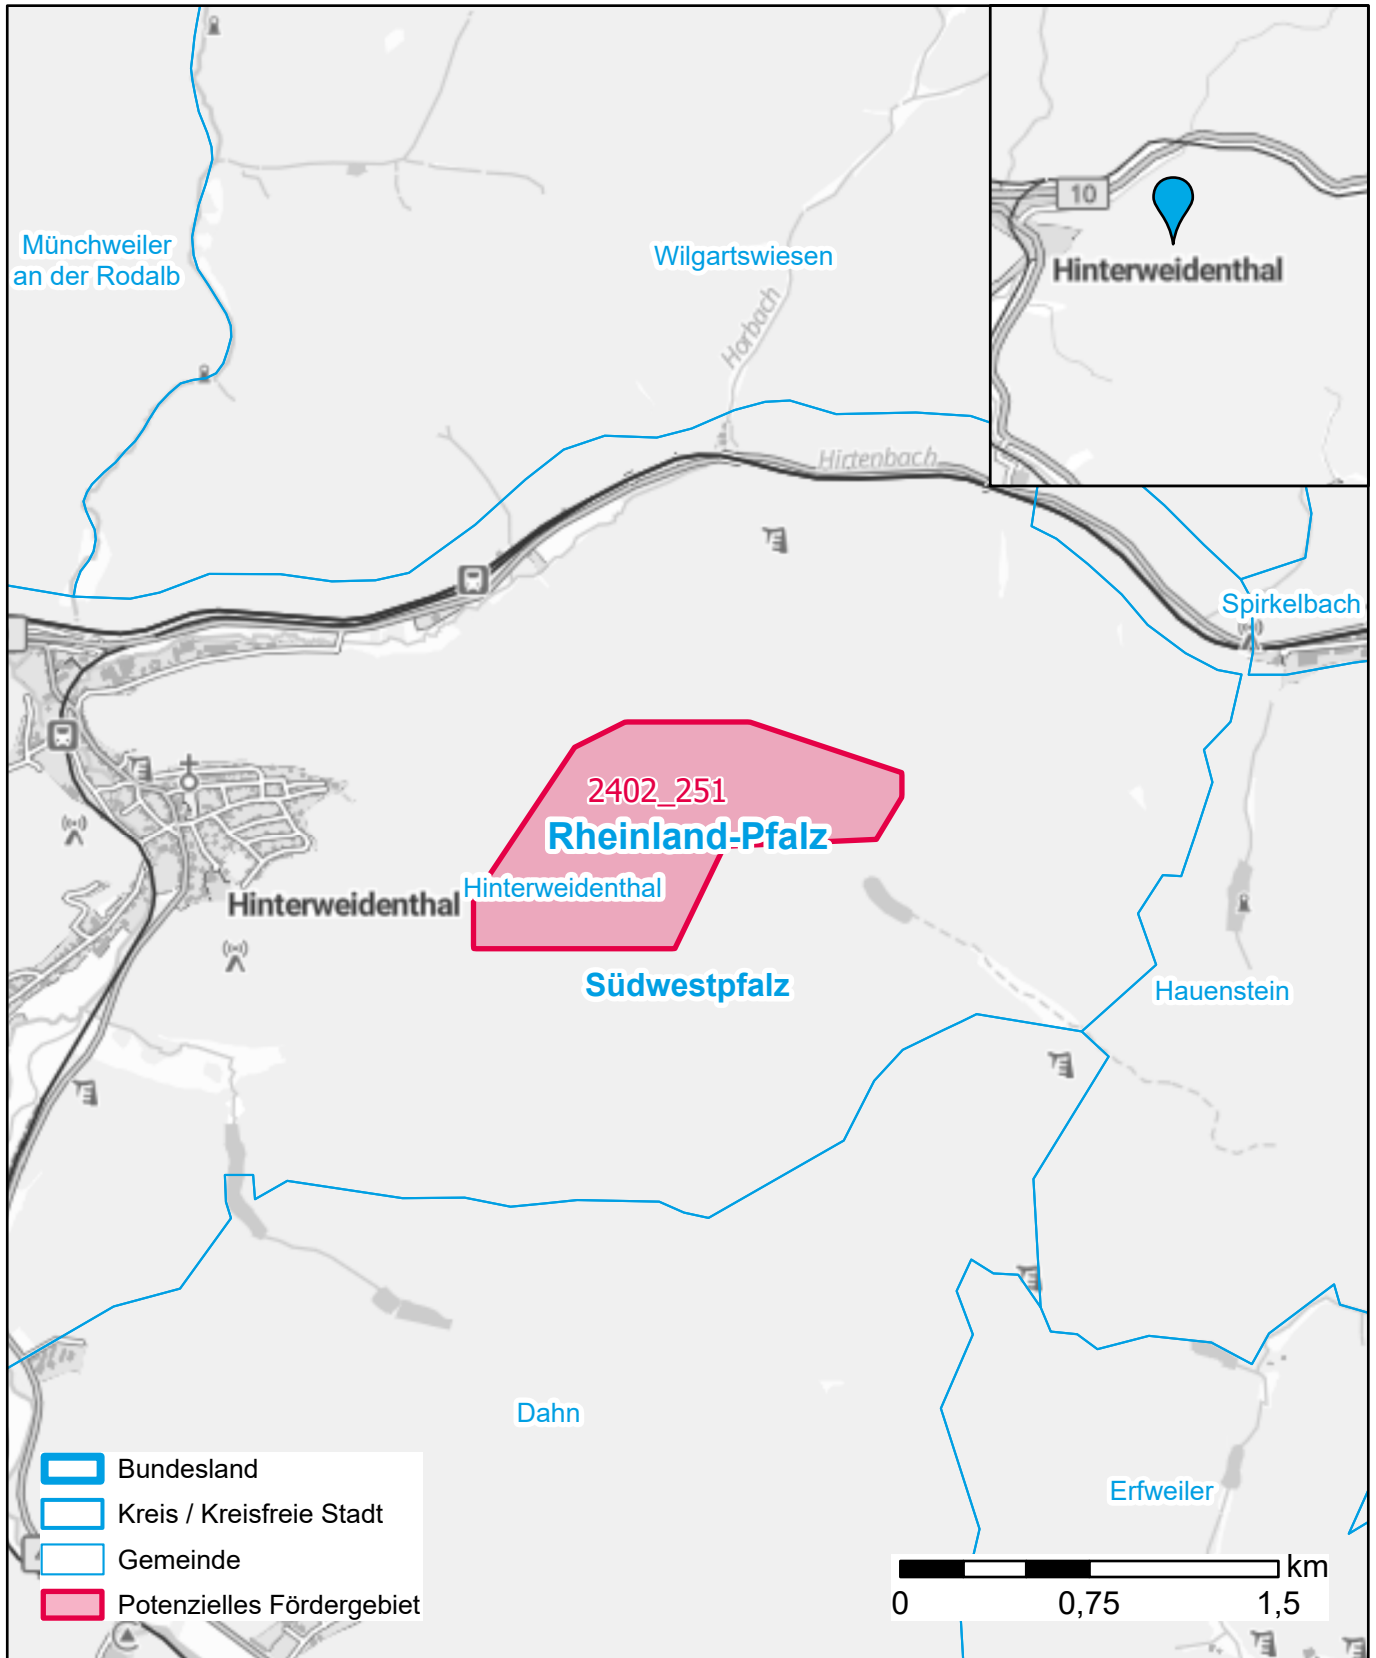 10
Hinterweidenthal
Münchweiler
an der Rodalb
Wilgartswiesen
Horbach
Hirtenbach
Spirkelbach
2402_251
Rheinland-Pfalz
Hinterweidenthal
Hinterweidenthal
Südwestpfalz
Hauenstein
Dahn
Erfweiler
Bundesland
Kreis / Kreisfreie Stadt
Gemeinde
Potenzielles Fördergebiet
km
0 0,75 1,5